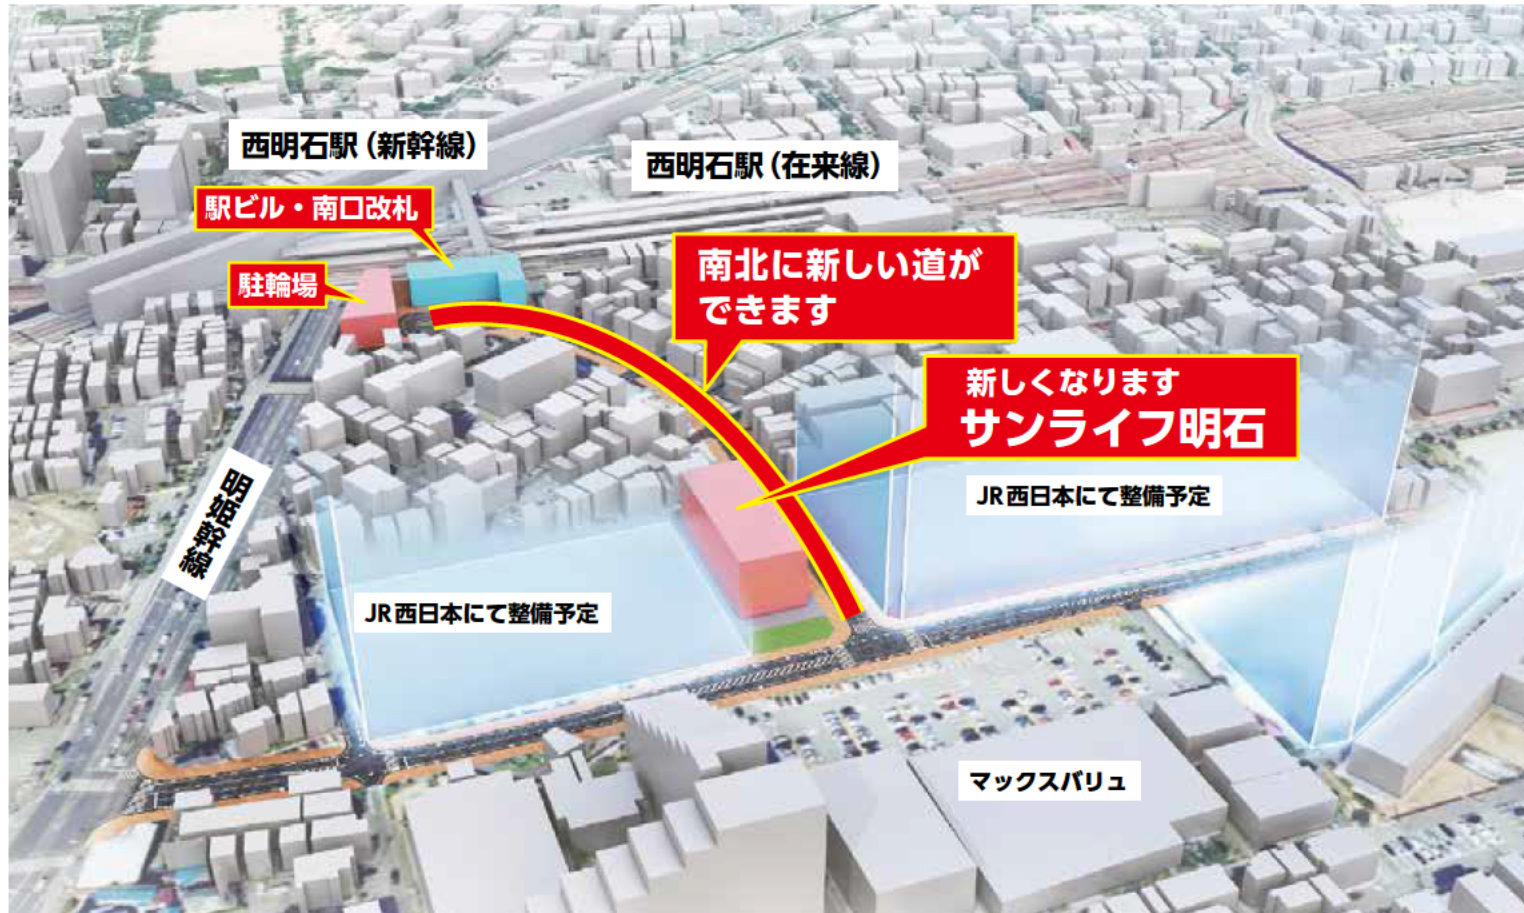 西明石駅（新幹線）
西明石駅（在来線）
駅ビル・南口改札
駐輪場
南北に新しい道が
できます
新しくなります
サンライフ明石
明姫幹線
JR西日本にて整備予定
JR西日本にて整備予定
マックスバリュ